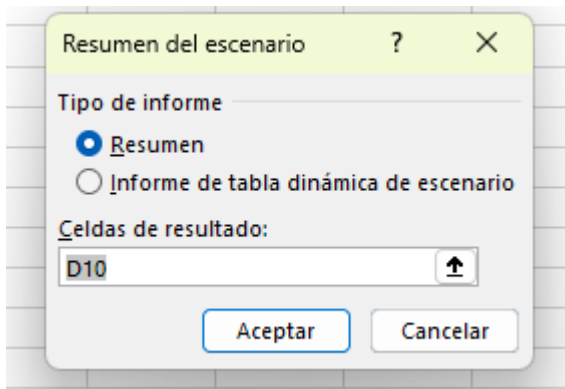 Resumen del escenario ? ×
Tipo de informe
Resumen
Informe de tabla dinámica de escenario
Celdas de resultado:
D10
Aceptar Cancelar